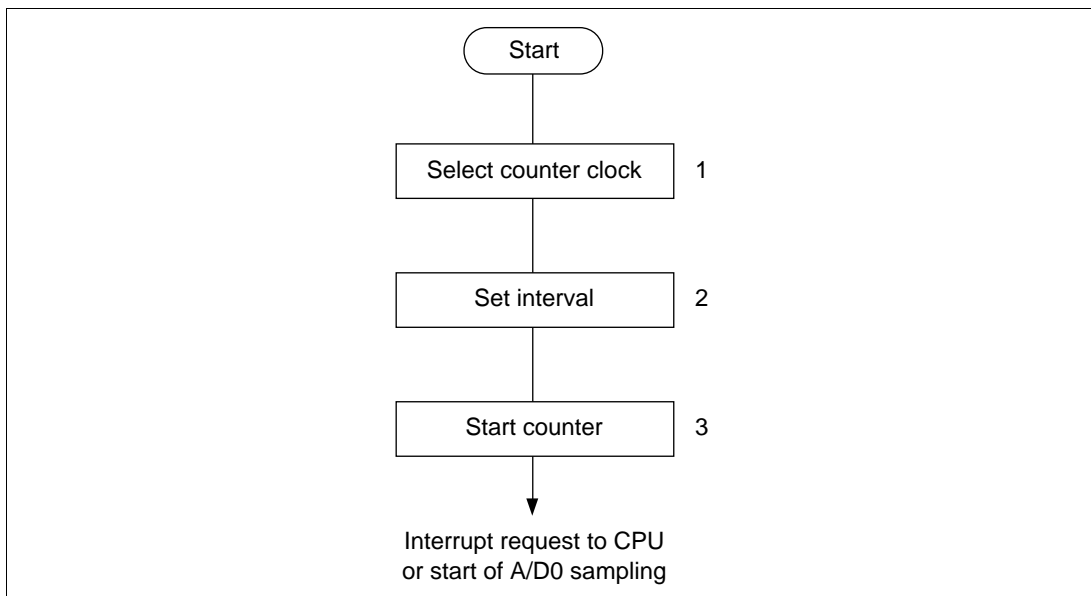 Start
Select counter clock 1
Set interval 2
Start counter 3
Interrupt request to CPU
or start of A/D0 sampling